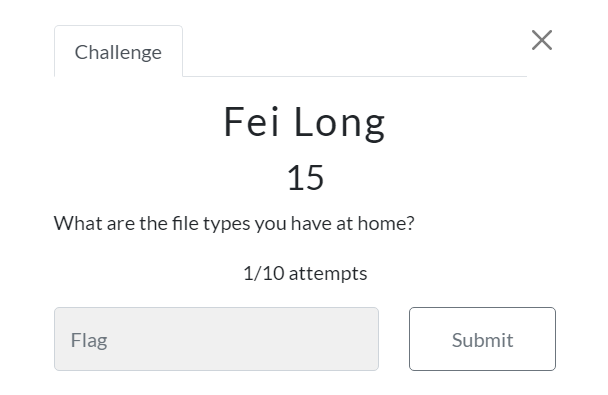 Challenge
Fei Long
15
What are the file types you have at home?
1/10 attempts
Flag
Submit